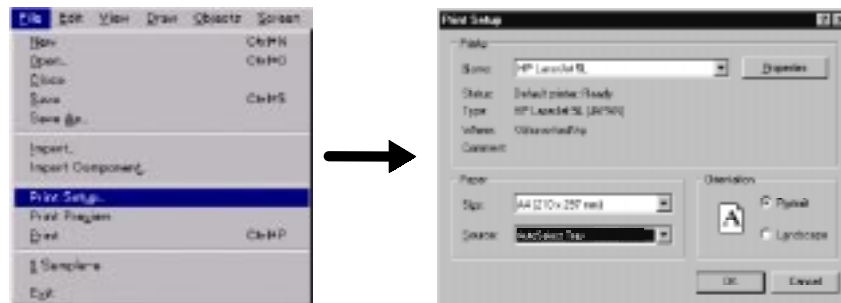 File Edit View Draw Objects Screen
New Ctrl+N
Open... Ctrl+O
Close
Save Ctrl+S
Save As...
Import...
Import Component...
Print Setup...
Print Preview
Print Ctrl+P
1 Sample-e
Exit
Print Setup
Printer
Name: HP LaserJet 5L Properties
Status: Default printer; Ready
Type: HP LaserJet 5L
Where:
Comment:
Paper
Size: A4 (210 x 297 mm)
Source: AutoSelect Tray
Orientation
A
Portrait
Landscape
OK Cancel